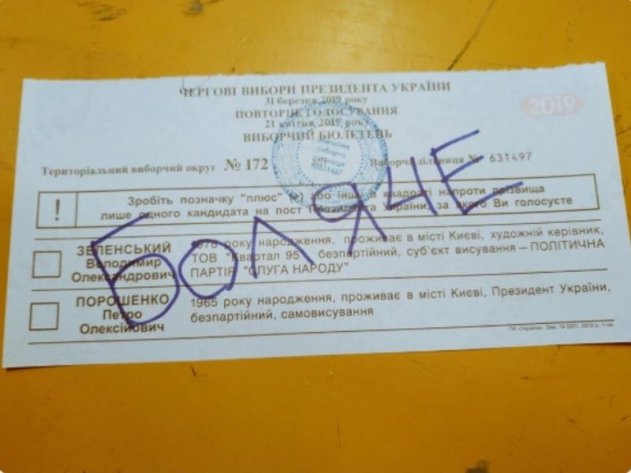 ЧЕРГОВІ ВИБОРИ ПРЕЗИДЕНТА УКРАЇНИ
31 березня 2019 року
ПОВТОРНЕ ГОЛОСУВАННЯ
21 квітня 2019 року
ВИБОРЧИЙ БЮЛЕТЕНЬ
2019
Територіальний виборчий округ № 172 Виборча дільниця № 631497
! Зробіть позначку "плюс" (+) або іншу в квадраті напроти прізвища
лише одного кандидата на пост Президента України, за якого Ви голосуєте
БОЛЯЧЕ
ЗЕЛЕНСЬКИЙ
Володимир
Олександрович
1978 року народження, проживає в місті Києві, художній керівник,
ТОВ "Квартал 95" безпартійний, суб'єкт висування – ПОЛІТИЧНА
ПАРТІЯ "СЛУГА НАРОДУ"
ПОРОШЕНКО
Петро
Олексійович
1965 року народження, проживає в місті Києві, Президент України,
безпартійний, самовисування